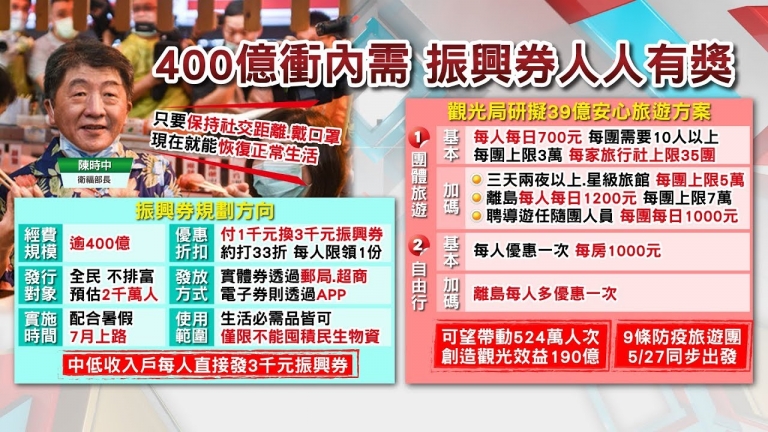 400億衝內需 振興券人人有獎
只要保持社交距離.戴口罩
現在就能恢復正常生活
陳時中
衛福部長
振興券規劃方向
經費規模
逾400億
優惠折扣
付1千元換3千元振興券
約打33折 每人限領1份
發行對象
全民 不排富
預估2千萬人
發放方式
實體券透過郵局.超商
電子券則透過APP
實施時間
配合暑假
7月上路
使用範圍
生活必需品皆可
僅限不能囤積民生物資
中低收入戶每人直接發3千元振興券
觀光局研擬39億安心旅遊方案
1 團體旅遊
基本
每人每日700元 每團需要10人以上
每團上限3萬 每家旅行社上限35團
加碼
三天兩夜以上.星級旅館 每團上限5萬
離島每人每日1200元 每團上限7萬
聘導遊任隨團人員 每團每日1000元
2 自由行
基本
每人優惠一次 每房1000元
加碼
離島每人多優惠一次
可望帶動524萬人次
創造觀光效益190億
9條防疫旅遊團
5/27同步出發